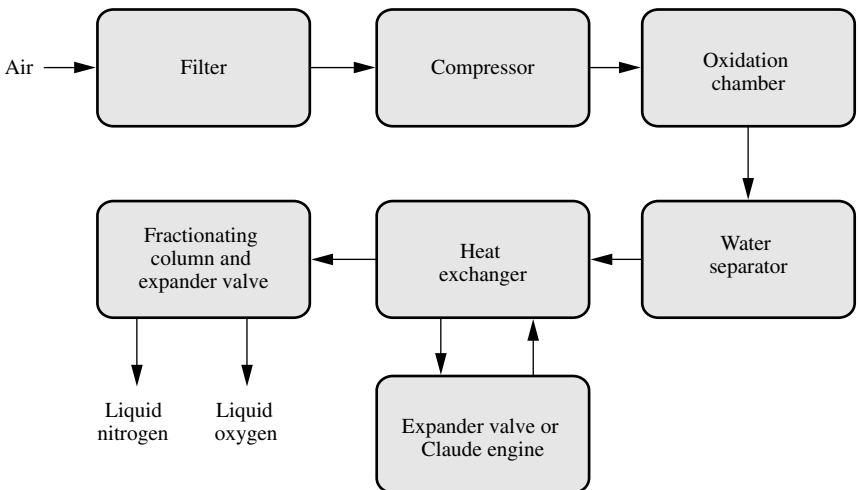 Air
Filter
Compressor
Oxidation
chamber
Fractionating
column and
expander valve
Heat
exchanger
Water
separator
Liquid
nitrogen
Liquid
oxygen
Expander valve or
Claude engine